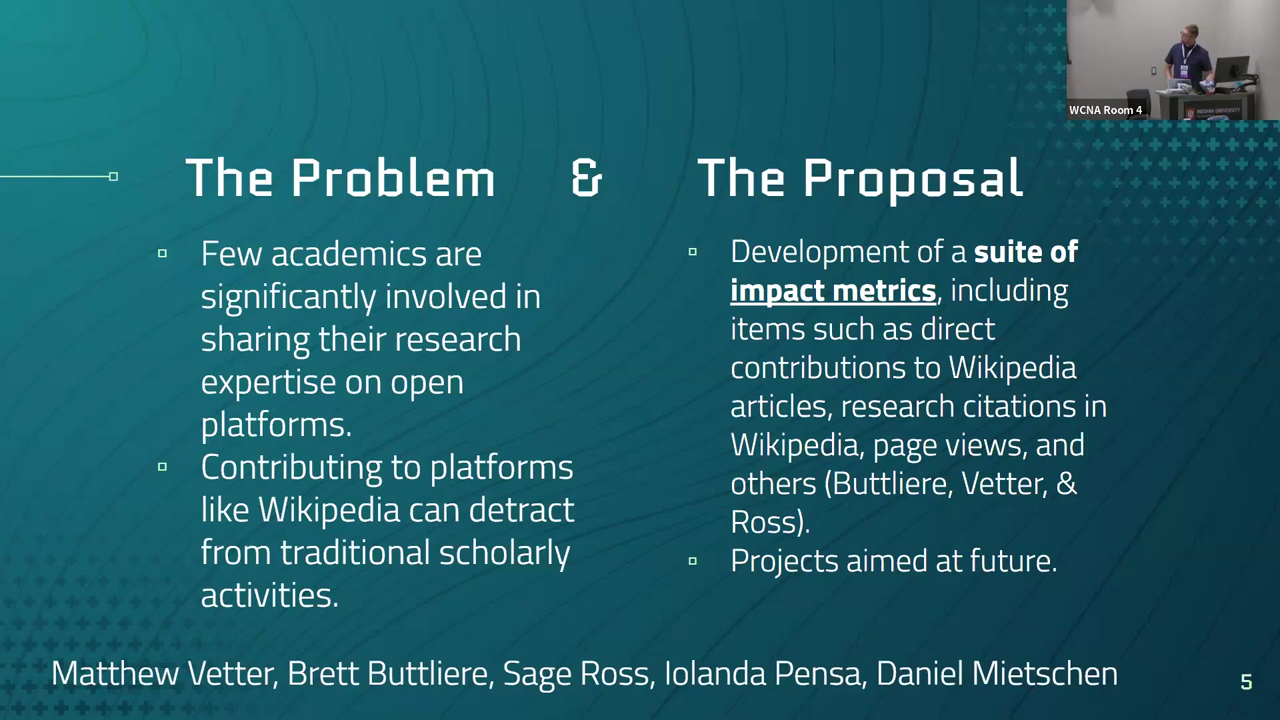 WCNA Room 4
INDIANA UNIVERSITY
The Problem & The Proposal
Few academics are
significantly involved in
sharing their research
expertise on open
platforms.
Contributing to platforms
like Wikipedia can detract
from traditional scholarly
activities.
Development of a suite of
impact metrics, including
items such as direct
contributions to Wikipedia
articles, research citations in
Wikipedia, page views, and
others (Buttliere, Vetter, &
Ross).
Projects aimed at future.
Matthew Vetter, Brett Buttliere, Sage Ross, Iolanda Pensa, Daniel Mietschen
5